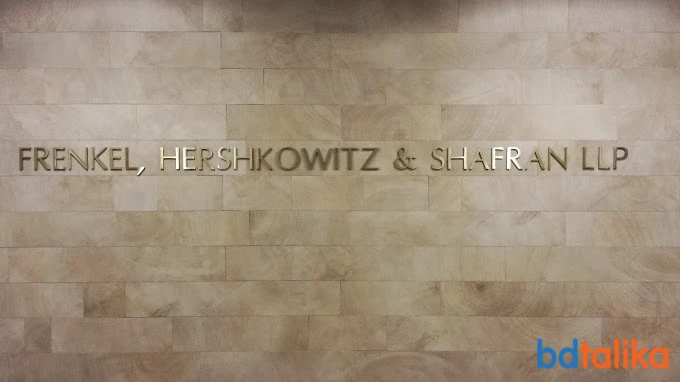 FRENKEL, HERSHKOWITZ & SHAFRAN LLP
bdtalika